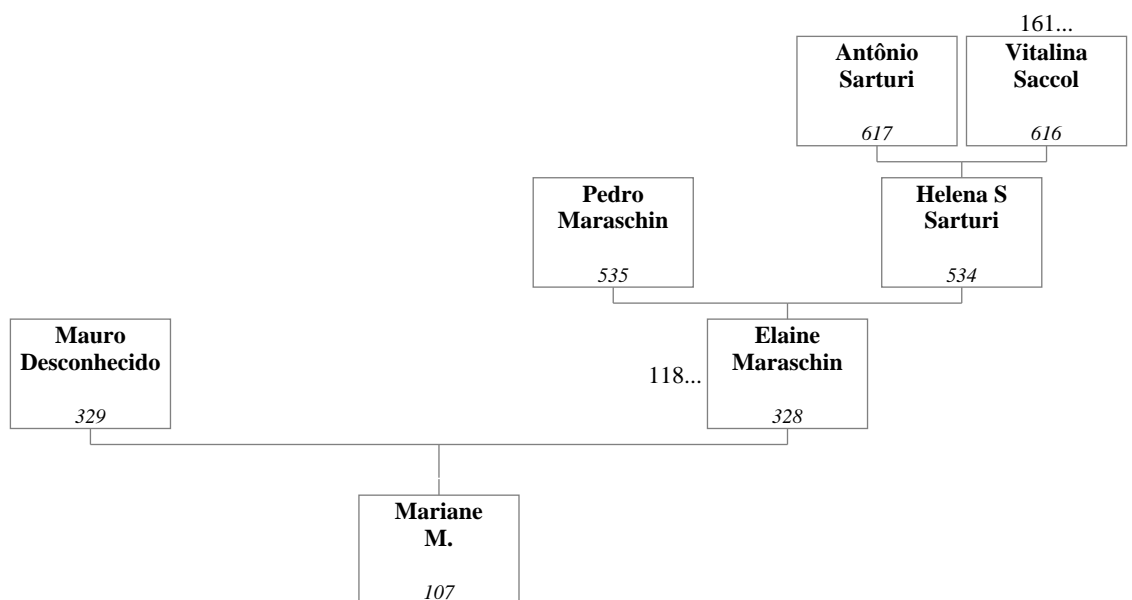 161...
Antônio
Sarturi
617
Vitalina
Saccol
616
Pedro
Maraschin
535
Helena S
Sarturi
534
Mauro
Desconhecido
329
118...
Elaine
Maraschin
328
Mariane
M.
107